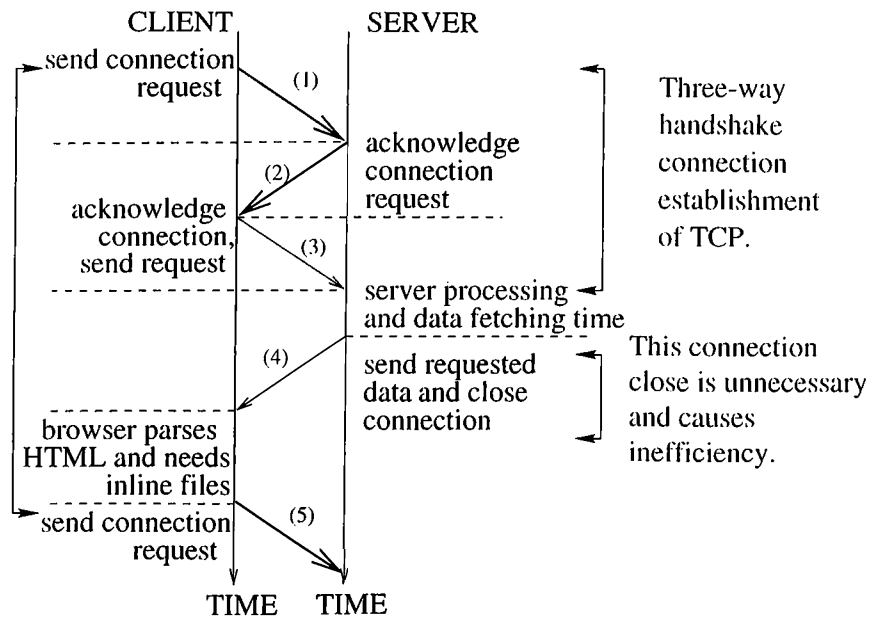 CLIENT
SERVER
send connection
request
(1)
Three-way
handshake
connection
establishment
of TCP.
acknowledge
connection
request
(2)
acknowledge
connection,
send request
(3)
server processing
and data fetching time
(4)
send requested
data and close
connection
This connection
close is unnecessary
and causes
inefficiency.
browser parses
HTML and needs
inline files
send connection
request
(5)
TIME
TIME